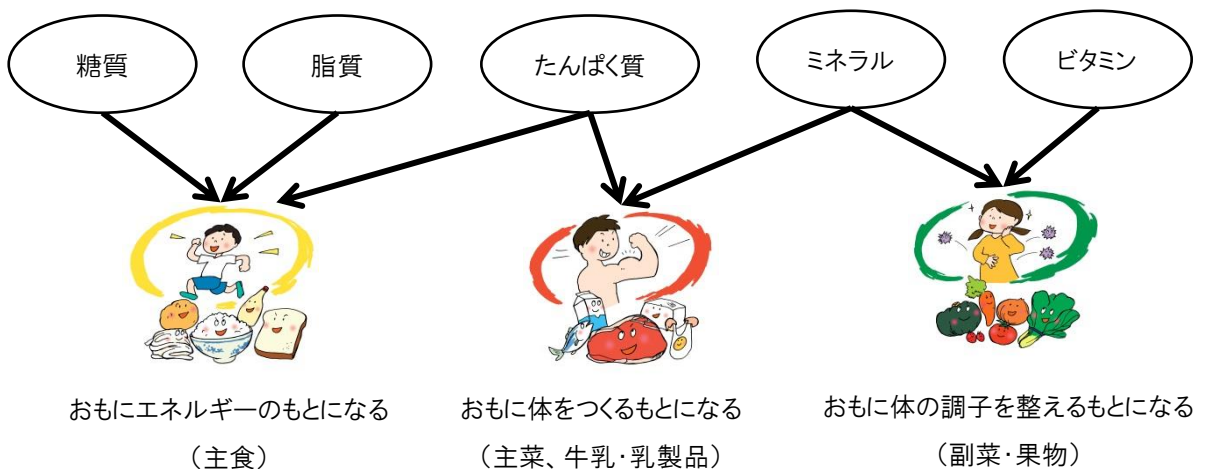 糖質
脂質
たんぱく質
ミネラル
ビタミン
おもにエネルギーのもとになる
（主食）
おもに体をつくるもとになる
（主菜、牛乳・乳製品）
おもに体の調子を整えるもとになる
（副菜・果物）